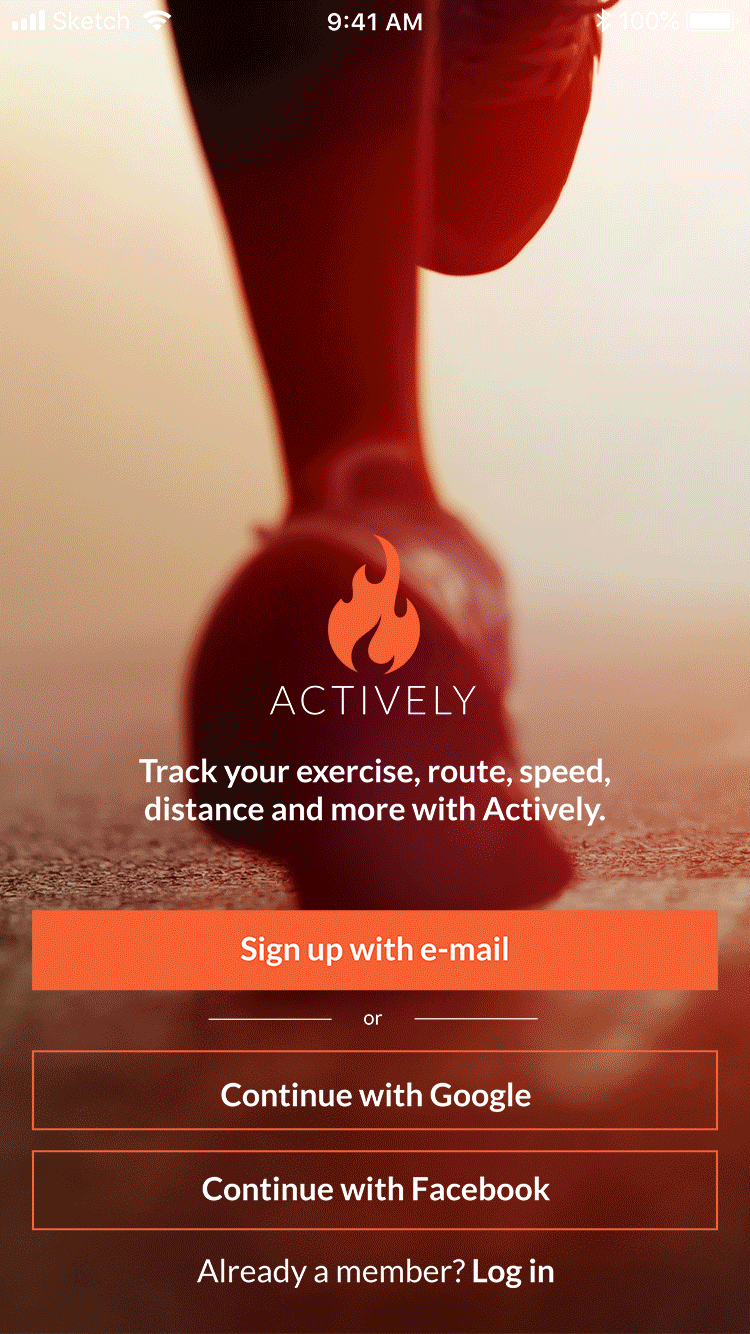 Sketch 9:41 AM 100%
ACTIVELY
Track your exercise, route, speed,
distance and more with Actively.
Sign up with e-mail
or
Continue with Google
Continue with Facebook
Already a member? Log in